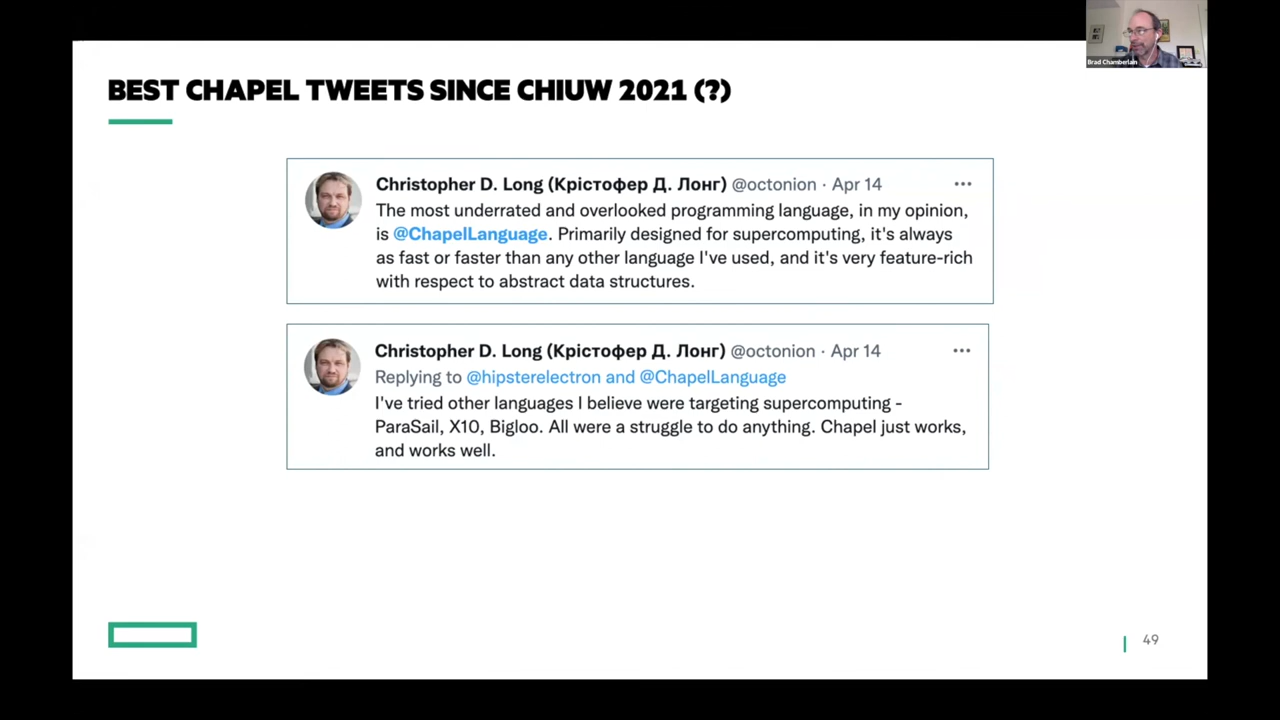 Brad Chamberlain
BEST CHAPEL TWEETS SINCE CHIUW 2021 (?)
Christopher D. Long (Крістофер Д. Лонг) @octonion · Apr 14
The most underrated and overlooked programming language, in my opinion,
is @ChapelLanguage. Primarily designed for supercomputing, it's always
as fast or faster than any other language I've used, and it's very feature-rich
with respect to abstract data structures.
Christopher D. Long (Крістофер Д. Лонг) @octonion · Apr 14
Replying to @hipsterelectron and @ChapelLanguage
I've tried other languages I believe were targeting supercomputing -
ParaSail, X10, Bigloo. All were a struggle to do anything. Chapel just works,
and works well.
49